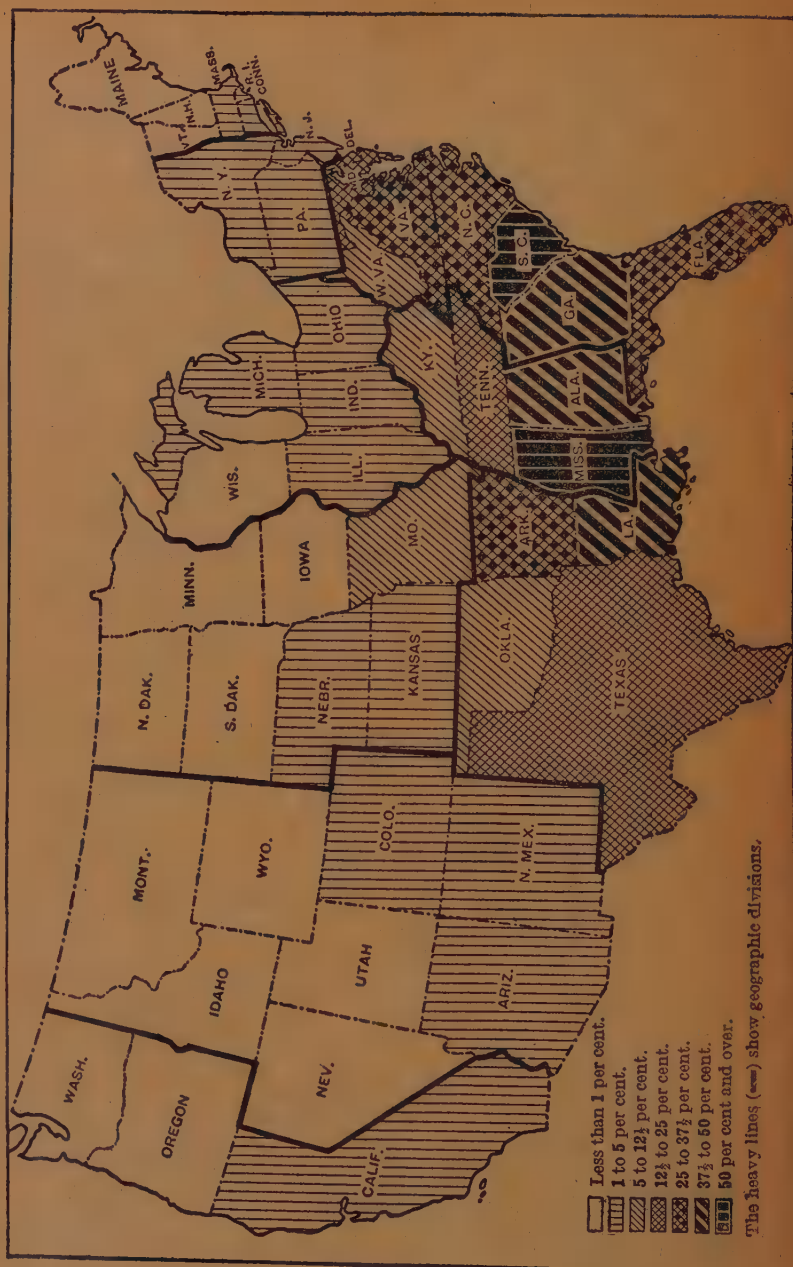 WASH.
OREGON
CALIF.
NEV.
IDAHO
MONT.
WYO.
UTAH
ARIZ.
COLO.
N. MEX.
N. DAK.
S. DAK.
NEBR.
KANSAS
OKLA.
TEXAS
MINN.
IOWA
MO.
ARK.
LA.
WIS.
ILL.
MICH.
IND.
OHIO
KY.
TENN.
MISS.
ALA.
GA.
FLA.
S. C.
N. C.
VA.
W. VA.
MD.
DEL.
PA.
N. J.
N. Y.
CONN.
R. I.
MASS.
VT.
N.H.
MAINE
Less than 1 per cent.
1 to 5 per cent.
5 to 12½ per cent.
12½ to 25 per cent.
25 to 37½ per cent.
37½ to 50 per cent.
50 per cent and over.
The heavy lines (▬▬) show geographic divisions.